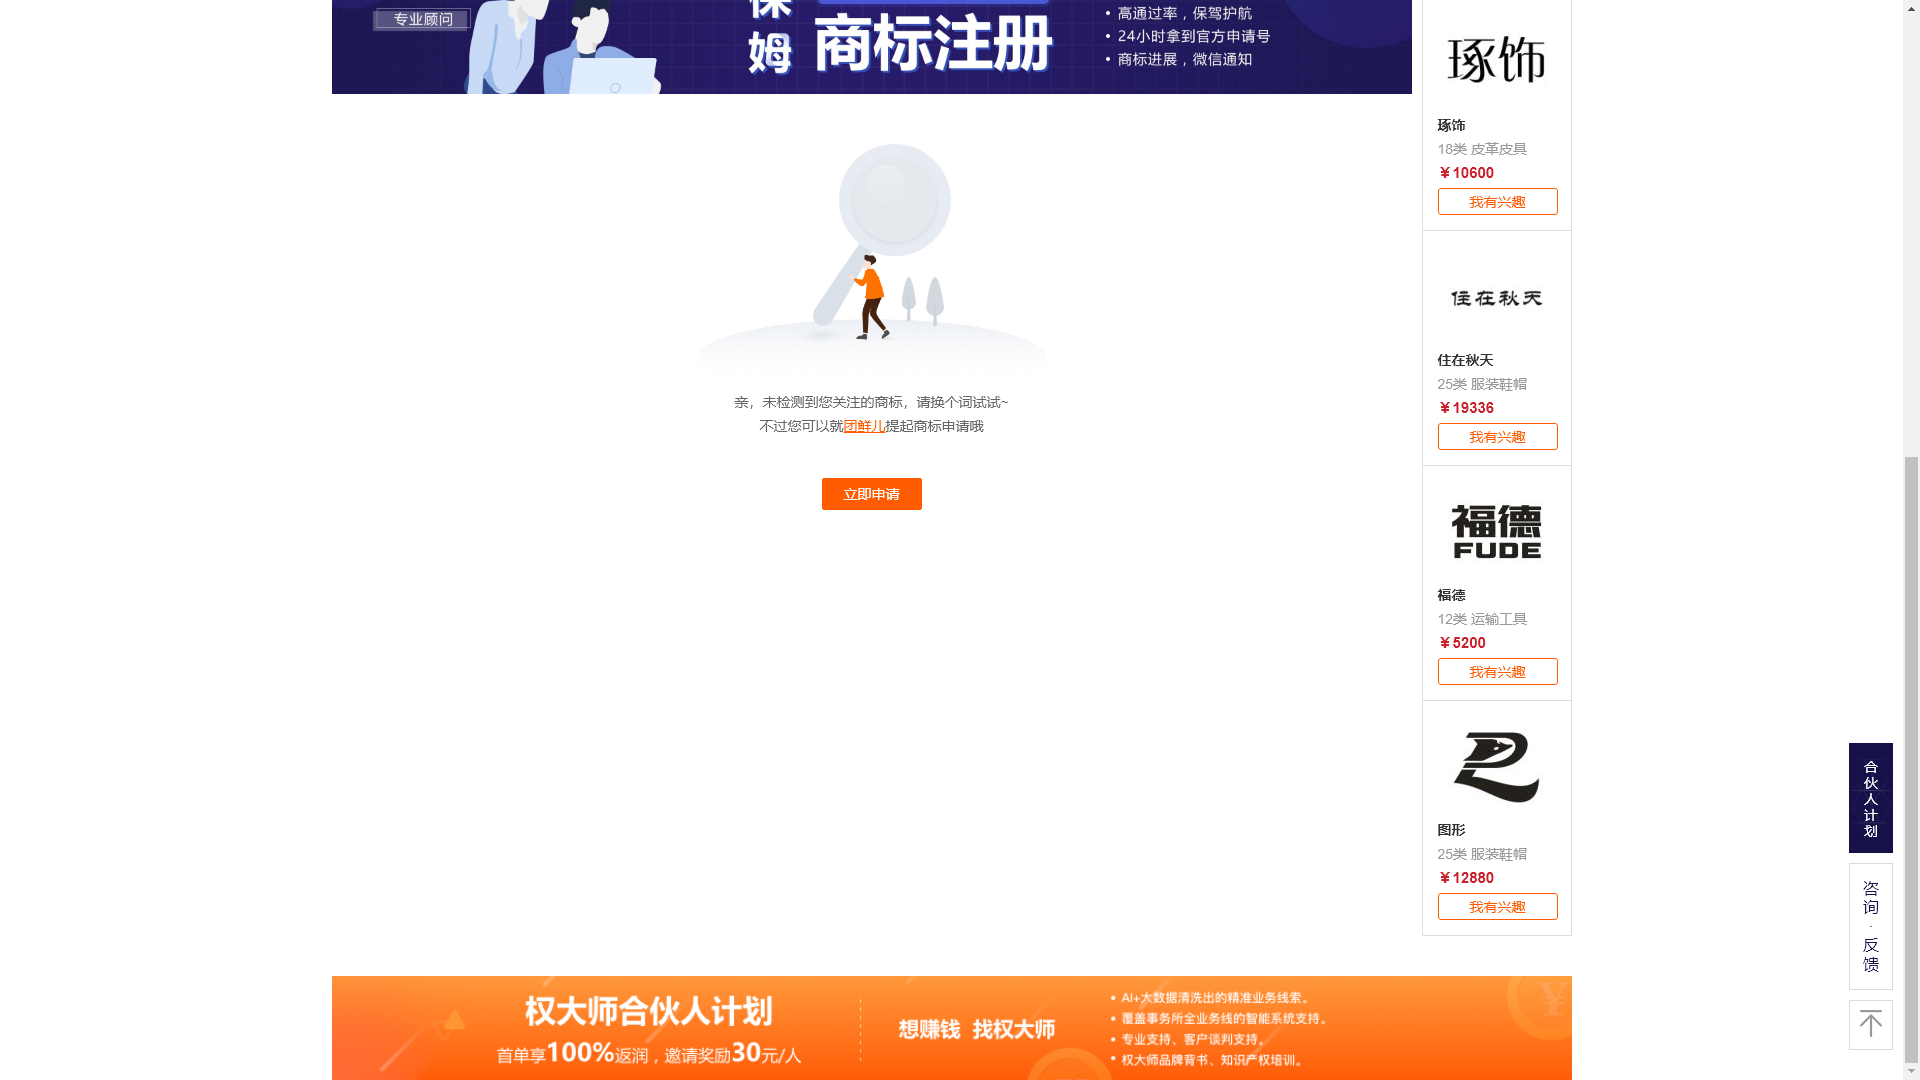 专业顾问
保
姆
商标注册
• 高通过率，保驾护航
• 24小时拿到官方申请号
• 商标进展，微信通知
亲，未检测到您关注的商标，请换个词试试~
不过您可以就团鲜儿提起商标申请哦
立即申请
琢饰
琢饰
18类 皮革皮具
￥10600
我有兴趣
住在秋天
住在秋天
25类 服装鞋帽
￥19336
我有兴趣
福德
FUDE
福德
12类 运输工具
￥5200
我有兴趣
图形
25类 服装鞋帽
￥12880
我有兴趣
合伙人计划
咨询·反馈
权大师合伙人计划
首单享100%返润，邀请奖励30元/人
想赚钱 找权大师
• AI+大数据清洗出的精准业务线索。
• 覆盖事务所全业务线的智能系统支持。
• 专业支持、客户谈判支持。
• 权大师品牌背书、知识产权培训。